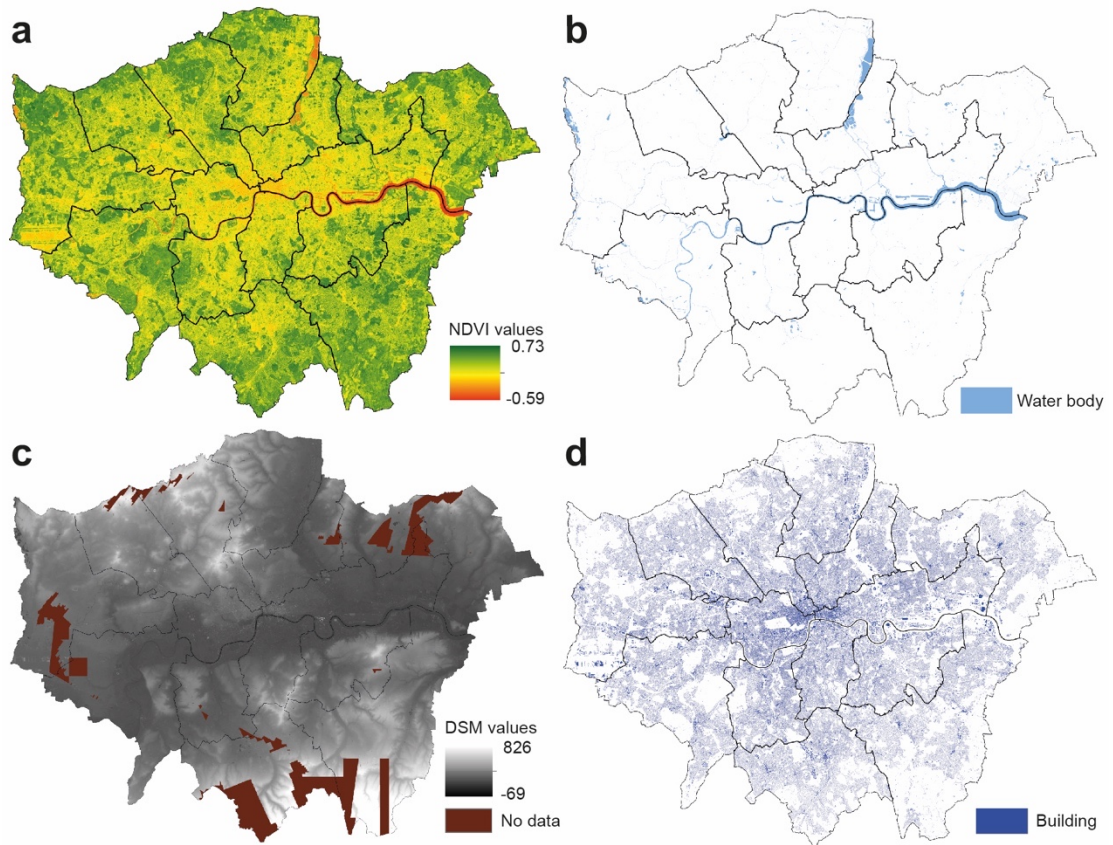 a
NDVI values
0.73
-0.59
b
Water body
c
DSM values
826
-69
No data
d
Building